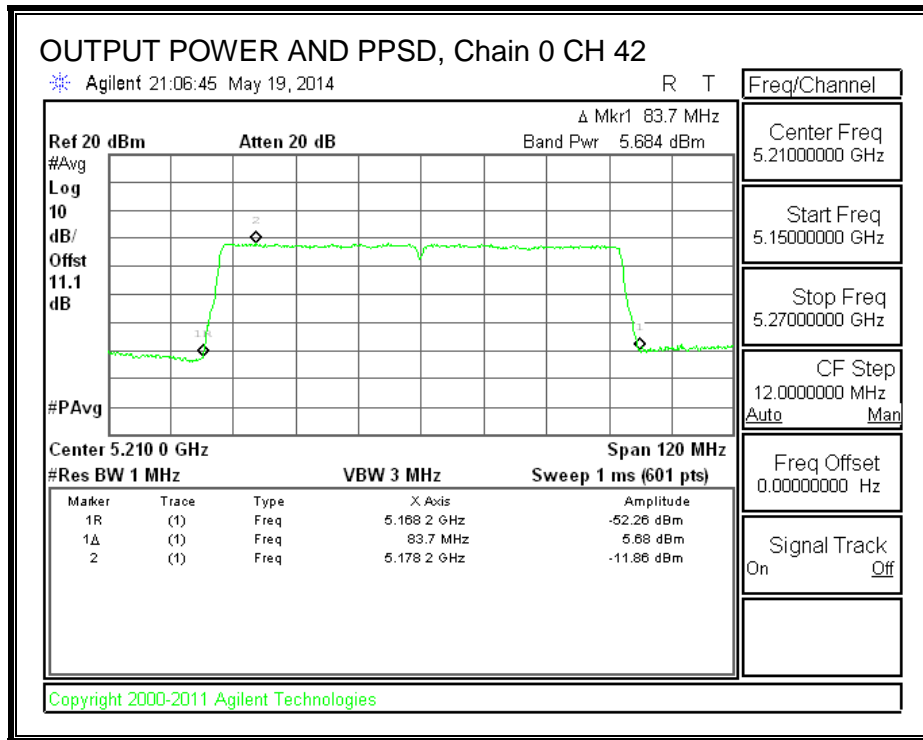 OUTPUT POWER AND PPSD, Chain 0 CH 42
Agilent 21:06:45 May 19, 2014 R T
Freq/Channel
Δ Mkr1 83.7 MHz
Ref 20 dBm Atten 20 dB Band Pwr 5.684 dBm
#Avg
Log
10
dB/
Offst
11.1
dB
#PAvg
2
1R
1
Center 5.210 0 GHz Span 120 MHz
#Res BW 1 MHz VBW 3 MHz Sweep 1 ms (601 pts)
Marker Trace Type X Axis Amplitude
1R (1) Freq 5.168 2 GHz -52.26 dBm
1Δ (1) Freq 83.7 MHz 5.68 dBm
2 (1) Freq 5.178 2 GHz -11.86 dBm
Center Freq
5.21000000 GHz
Start Freq
5.15000000 GHz
Stop Freq
5.27000000 GHz
CF Step
12.0000000 MHz
Auto Man
Freq Offset
0.00000000 Hz
Signal Track
On Off
Copyright 2000-2011 Agilent Technologies